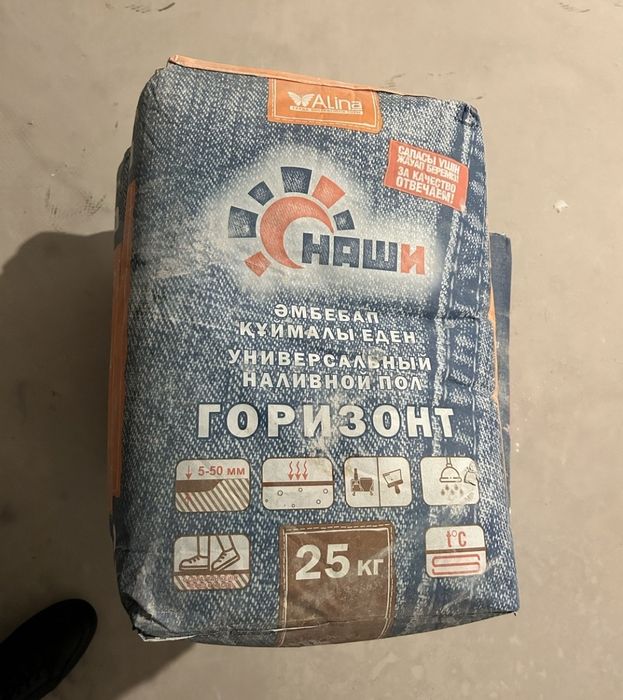 Alina
САПАСЫ ҮШІН
ЖАУАП БЕРЕМІЗ!
ЗА КАЧЕСТВО
ОТВЕЧАЕМ!
НАШИ
ӘМБЕБАП
ҚҰЙМАЛЫ ЕДЕН
УНИВЕРСАЛЬНЫЙ
НАЛИВНОЙ ПОЛ
ГОРИЗОНТ
5-50 мм
25 кг
t°C